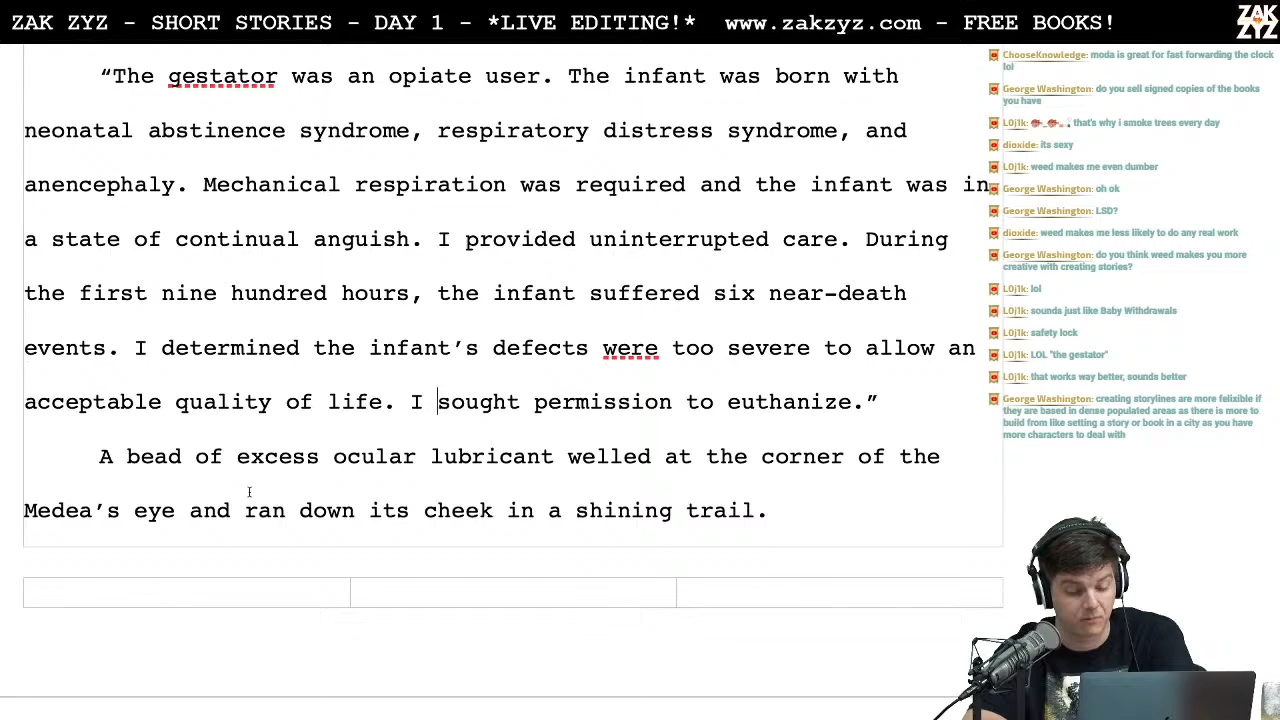 ZAK ZYZ - SHORT STORIES - DAY 1 - *LIVE EDITING!* www.zakzyz.com - FREE BOOKS!
ZAK
ZYZ
“The gestator was an opiate user. The infant was born with
neonatal abstinence syndrome, respiratory distress syndrome, and
anencephaly. Mechanical respiration was required and the infant was in
a state of continual anguish. I provided uninterrupted care. During
the first nine hundred hours, the infant suffered six near-death
events. I determined the infant’s defects were too severe to allow an
acceptable quality of life. I sought permission to euthanize.”
A bead of excess ocular lubricant welled at the corner of the
Medea’s eye and ran down its cheek in a shining trail.
ChooseKnowledge: moda is great for fast forwarding the clock
lol
George Washington: do you sell signed copies of the books
you have
L0j1k: that's why i smoke trees every day
dioxide: its sexy
L0j1k: weed makes me even dumber
George Washington: oh ok
George Washington: LSD?
dioxide: weed makes me less likely to do any real work
George Washington: do you think weed makes you more
creative with creating stories?
L0j1k: lol
L0j1k: sounds just like Baby Withdrawals
L0j1k: safety lock
L0j1k: LOL "the gestator"
L0j1k: that works way better, sounds better
George Washington: creating storylines are more felixible if
they are based in dense populated areas as there is more to
build from like setting a story or book in a city as you have
more characters to deal with